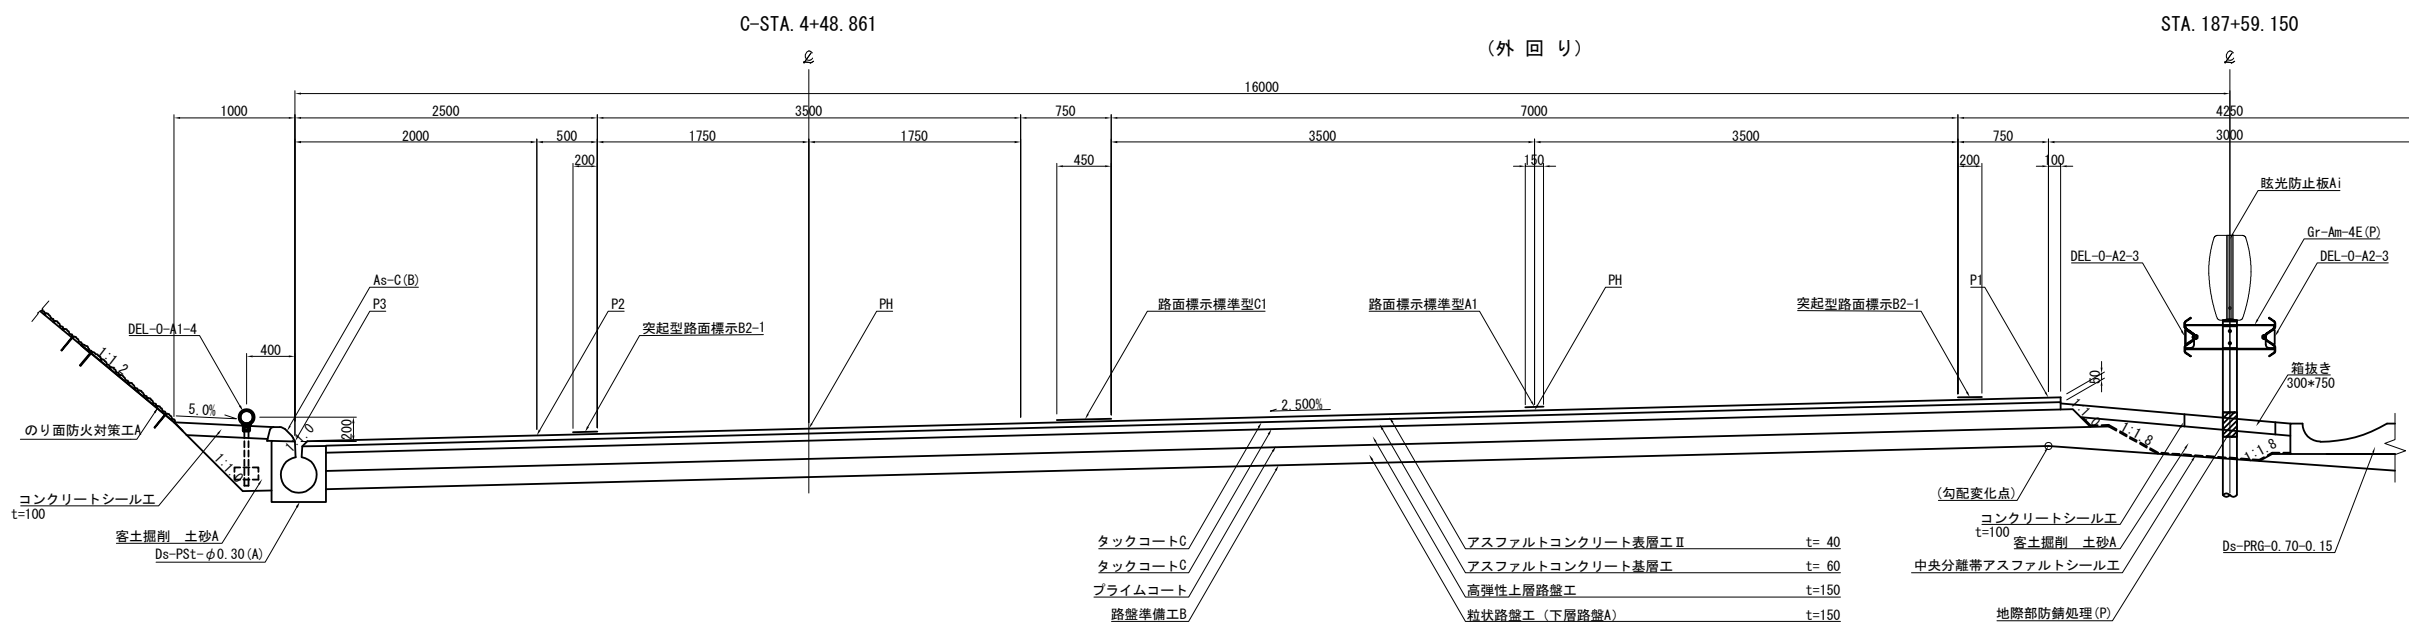 C-STA.4+48.861
STA.187+59.150
(外 回 り)
16000
1000
2500
3500
750
7000
4250
2000
500
1750
1750
3500
3500
750
3000
200
450
150
200
100
眩光防止板Ai
Gr-Am-4E(P)
DEL-O-A2-3
DEL-O-A2-3
As-C(B)
P3
P2
PH
路面標示標準型C1
路面標示標準型A1
PH
突起型路面標示B2-1
P1
DEL-O-A1-4
突起型路面標示B2-1
1:1.2
400
60
箱抜き
300*750
5.0%
2.500%
200
のり面防火対策工A
1:1.8
1:1.8
コンクリートシール工
t=100
(勾配変化点)
コンクリートシール工
t=100
客土掘削 土砂A
Ds-PSt-φ0.30(A)
タックコートC
アスファルトコンクリート表層工Ⅱ t= 40
客土掘削 土砂A
Ds-PRG-0.70-0.15
タックコートC
アスファルトコンクリート基層工 t= 60
中央分離帯アスファルトシール工
プライムコート
高弾性上層路盤工 t=150
路盤準備工B
粒状路盤工 (下層路盤A) t=150
地際部防錆処理(P)